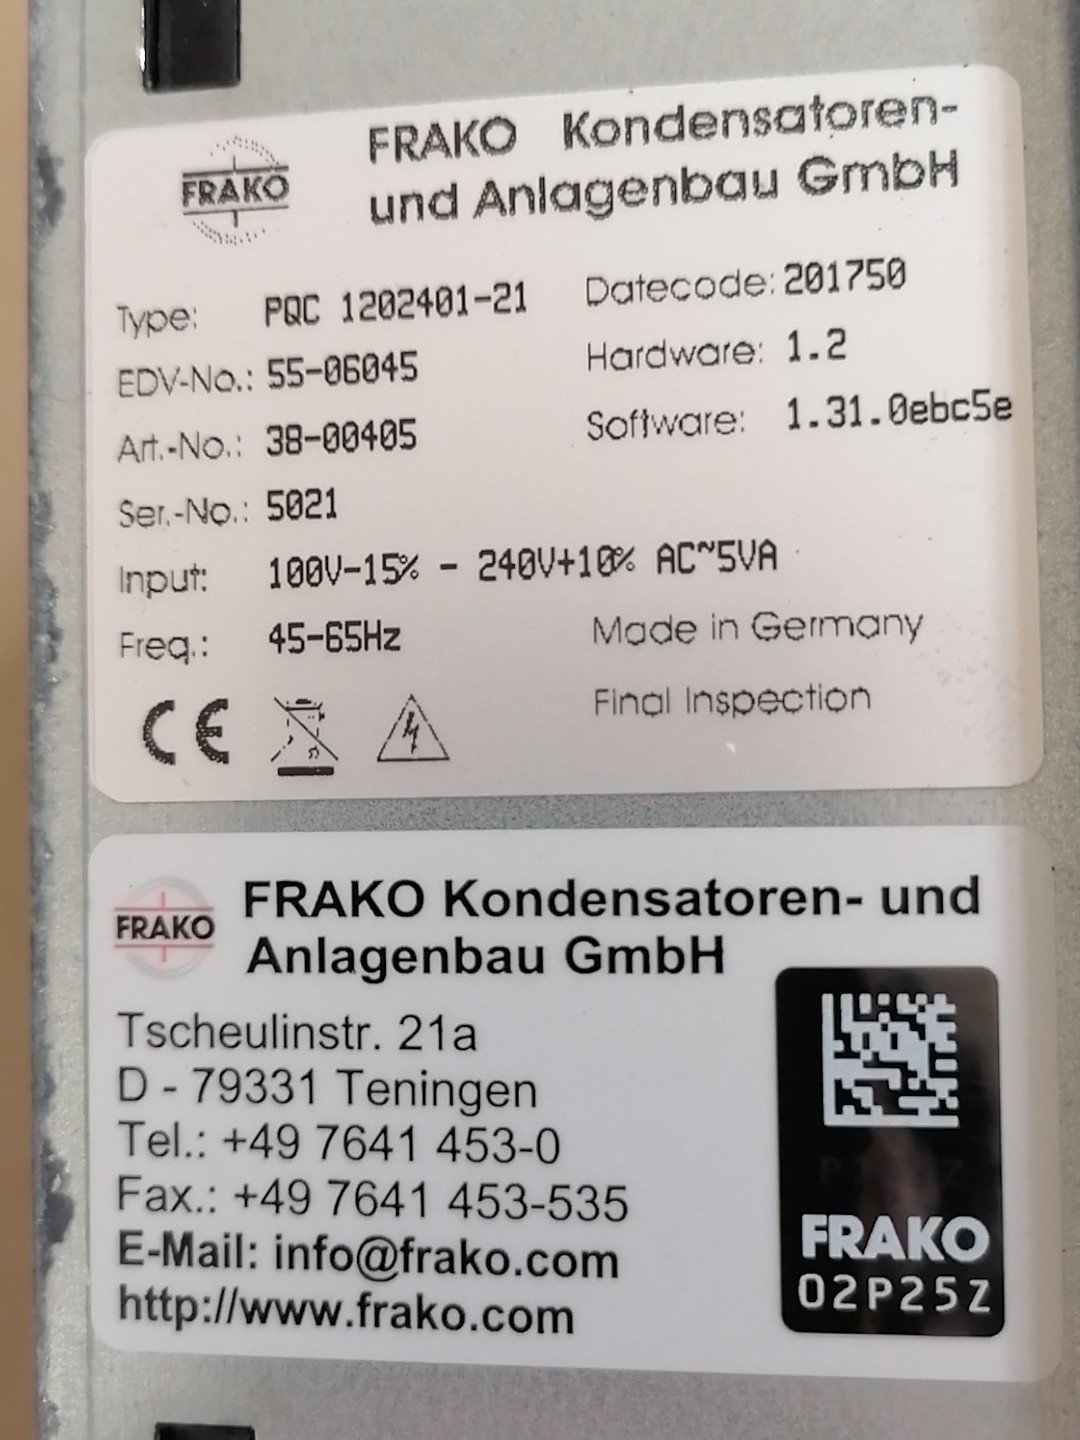 FRAKO
FRAKO Kondensatoren-
und Anlagenbau GmbH
Type: PQC 1202401-21
Datecode: 201750
EDV-No.: 55-06045
Hardware: 1.2
Art.-No.: 38-00405
Software: 1.31.0ebc5e
Ser.-No.: 5021
Input: 100V-15% - 240V+10% AC~5VA
Freq.: 45-65Hz
Made in Germany
CE
Final Inspection
FRAKO
FRAKO Kondensatoren- und
Anlagenbau GmbH
Tscheulinstr. 21a
D - 79331 Teningen
Tel.: +49 7641 453-0
Fax.: +49 7641 453-535
E-Mail: info@frako.com
http://www.frako.com
FRAKO
02P25Z